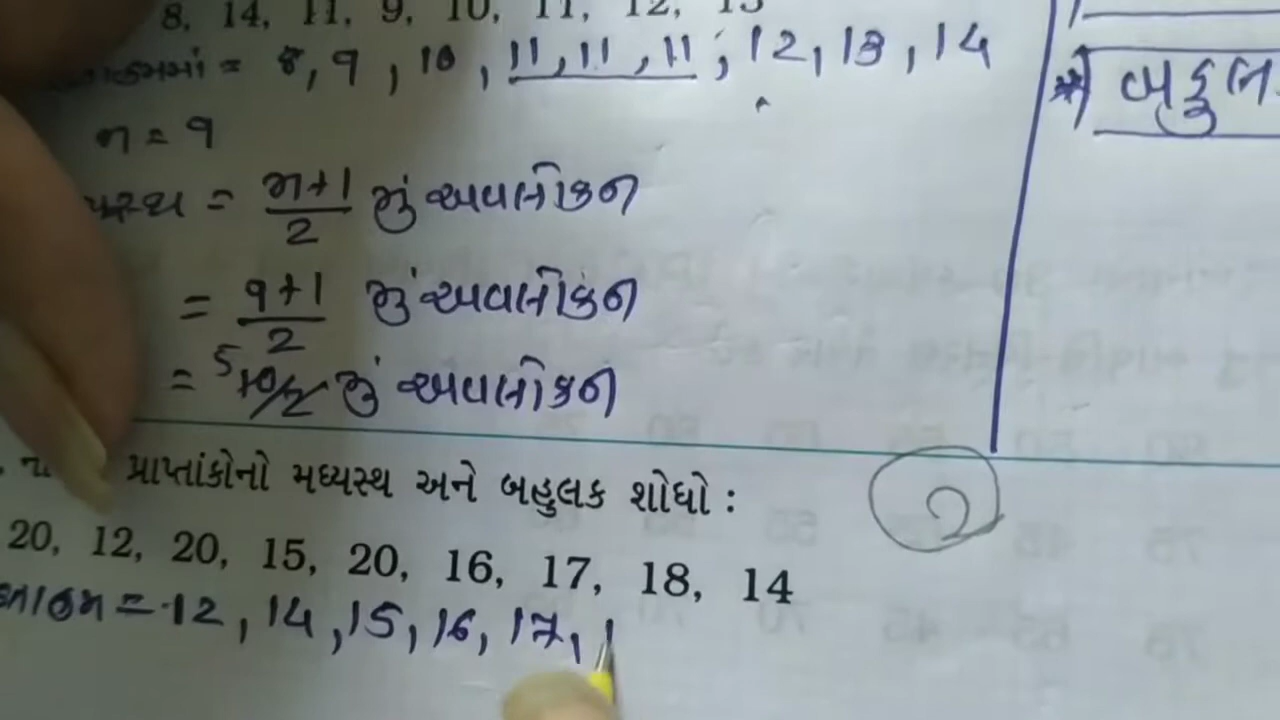 8, 14, 11, 9, 10, 11, 12, 13
= 8, 9, 10, 11, 11, 11, 12, 13, 14
n = 9
= n+1/2 મું અવલોકન
= 9+1/2 મું અવલોકન
= 5 10/2 મું અવલોકન
* બહુલ
પ્રાપ્તાંકોનો મધ્યસ્થ અને બહુલક શોધો :
2
20, 12, 20, 15, 20, 16, 17, 18, 14
= 12, 14, 15, 16, 17, 1